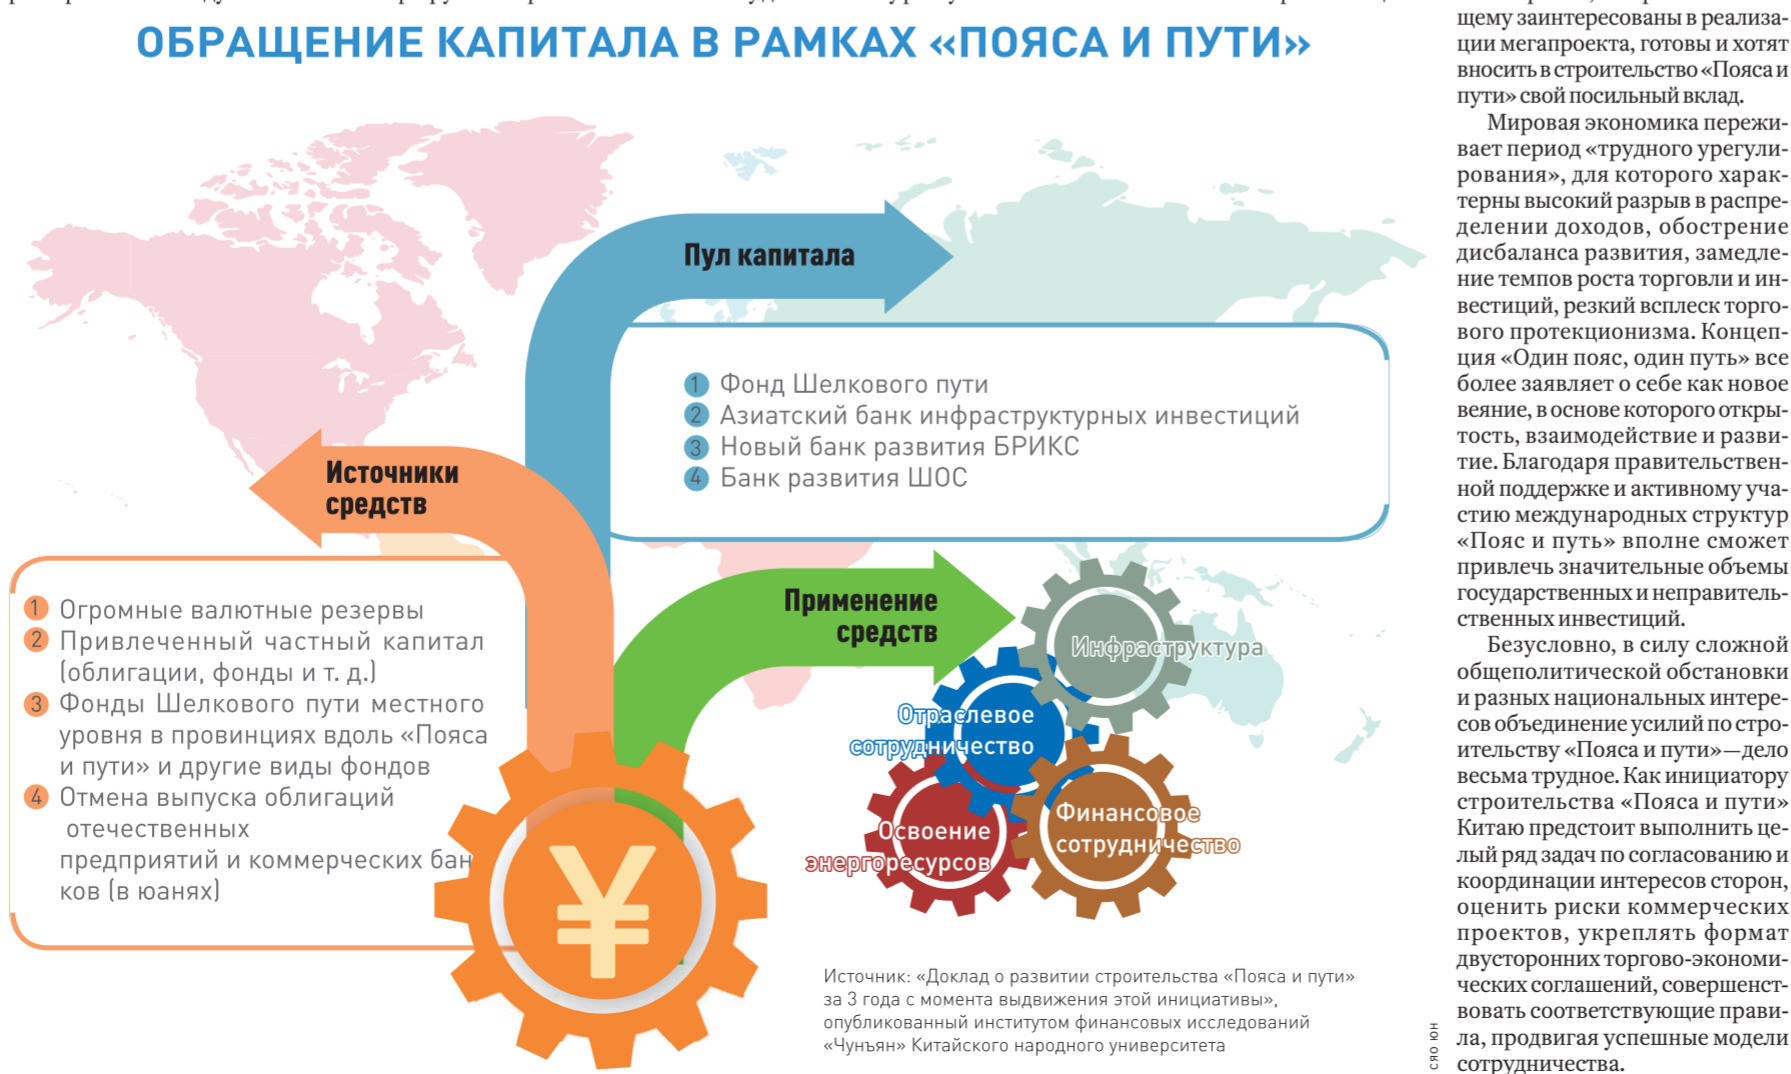 ОБРАЩЕНИЕ КАПИТАЛА В РАМКАХ «ПОЯСА И ПУТИ»
Пул капитала
1 Фонд Шелкового пути
2 Азиатский банк инфраструктурных инвестиций
3 Новый банк развития БРИКС
4 Банк развития ШОС
Источники
средств
1 Огромные валютные резервы
2 Привлеченный частный капитал
(облигации, фонды и т. д.)
3 Фонды Шелкового пути местного
уровня в провинциях вдоль «Пояса
и пути» и другие виды фондов
4 Отмена выпуска облигаций
отечественных
предприятий и коммерческих бан
ков (в юанях)
¥
Применение
средств
Инфраструктура
Отраслевое
сотрудничество
Освоение
энергоресурсов
Финансовое
сотрудничество
Источник: «Доклад о развитии строительства «Пояса и пути»
за 3 года с момента выдвижения этой инициативы»,
опубликованный институтом финансовых исследований
«Чунъян» Китайского народного университета
СЯО ЮН
щему заинтересованы в реализа-
ции мегапроекта, готовы и хотят
вносить в строительство «Пояса и
пути» свой посильный вклад.
Мировая экономика пережи-
вает период «трудного урегули-
рования», для которого харак-
терны высокий разрыв в распре-
делении доходов, обострение
дисбаланса развития, замедле-
ние темпов роста торговли и ин-
вестиций, резкий всплеск торго-
вого протекционизма. Концеп-
ция «Один пояс, один путь» все
более заявляет о себе как новое
веяние, в основе которого откры-
тость, взаимодействие и разви-
тие. Благодаря правительствен-
ной поддержке и активному уча-
стию международных структур
«Пояс и путь» вполне сможет
привлечь значительные объемы
государственных и неправитель-
ственных инвестиций.
Безусловно, в силу сложной
общеполитической обстановки
и разных национальных интере-
сов объединение усилий по стро-
ительству «Пояса и пути»—дело
весьма трудное. Как инициатору
строительства «Пояса и пути»
Китаю предстоит выполнить це-
лый ряд задач по согласованию и
координации интересов сторон,
оценить риски коммерческих
проектов, укреплять формат
двусторонних торгово-экономи-
ческих соглашений, совершенст-
вовать соответствующие прави-
ла, продвигая успешные модели
сотрудничества.